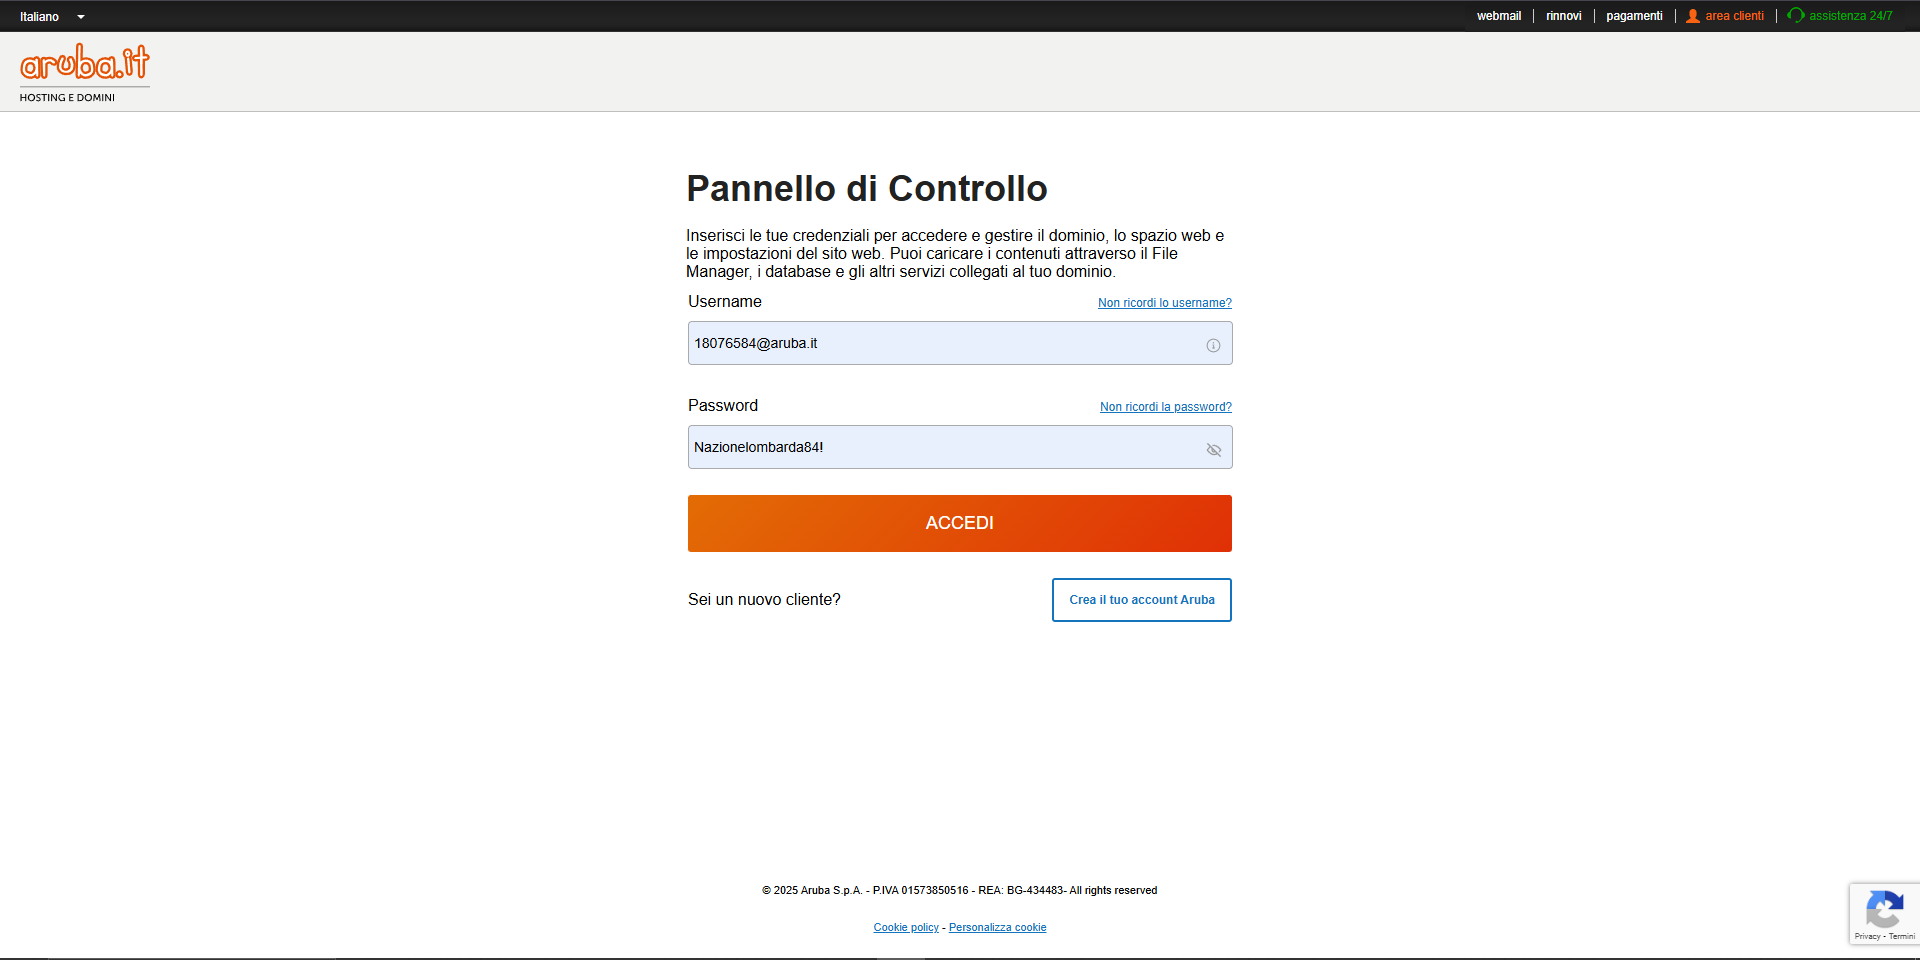 Italiano
webmail | rinnovi | pagamenti | area clienti | assistenza 24/7
aruba.it
HOSTING E DOMINI
Pannello di Controllo
Inserisci le tue credenziali per accedere e gestire il dominio, lo spazio web e
le impostazioni del sito web. Puoi caricare i contenuti attraverso il File
Manager, i database e gli altri servizi collegati al tuo dominio.
Username Non ricordi lo username?
18076584@aruba.it
Password Non ricordi la password?
Nazionelombarda84!
ACCEDI
Sei un nuovo cliente? Crea il tuo account Aruba
© 2025 Aruba S.p.A. - P.IVA 01573850516 - REA: BG-434483- All rights reserved
Cookie policy - Personalizza cookie
Privacy - Termini